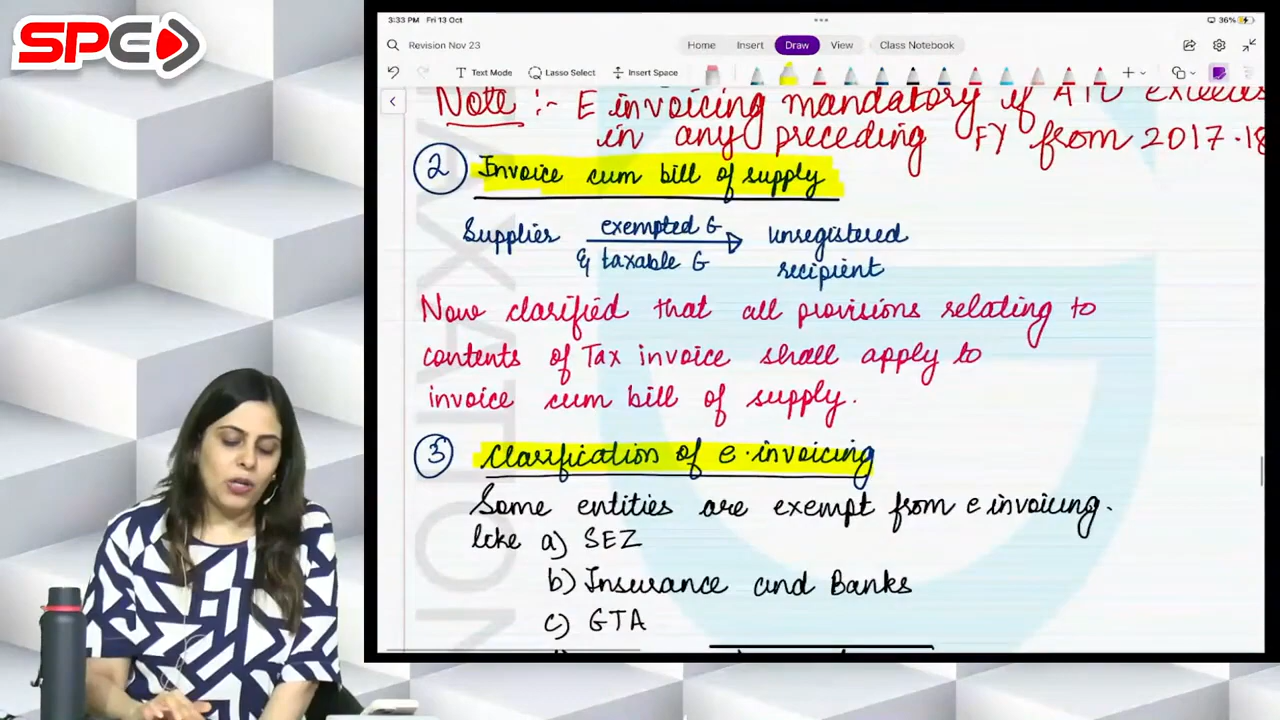 SPC
3:33 PM Fri 13 Oct
36%
Revision Nov 23
Home Insert Draw View Class Notebook
Text Mode Lasso Select Insert Space
Note :- E invoicing mandatory if ATO exceeds
in any preceding FY from 2017-18
2 Invoice cum bill of supply
Supplier exempted G unregistered
& taxable G recipient
Now clarified that all provisions relating to
contents of Tax invoice shall apply to
invoice cum bill of supply.
3 Clarification of e-invoicing
Some entities are exempt from e invoicing.
like a) SEZ
b) Insurance and Banks
c) GTA
TAXATION